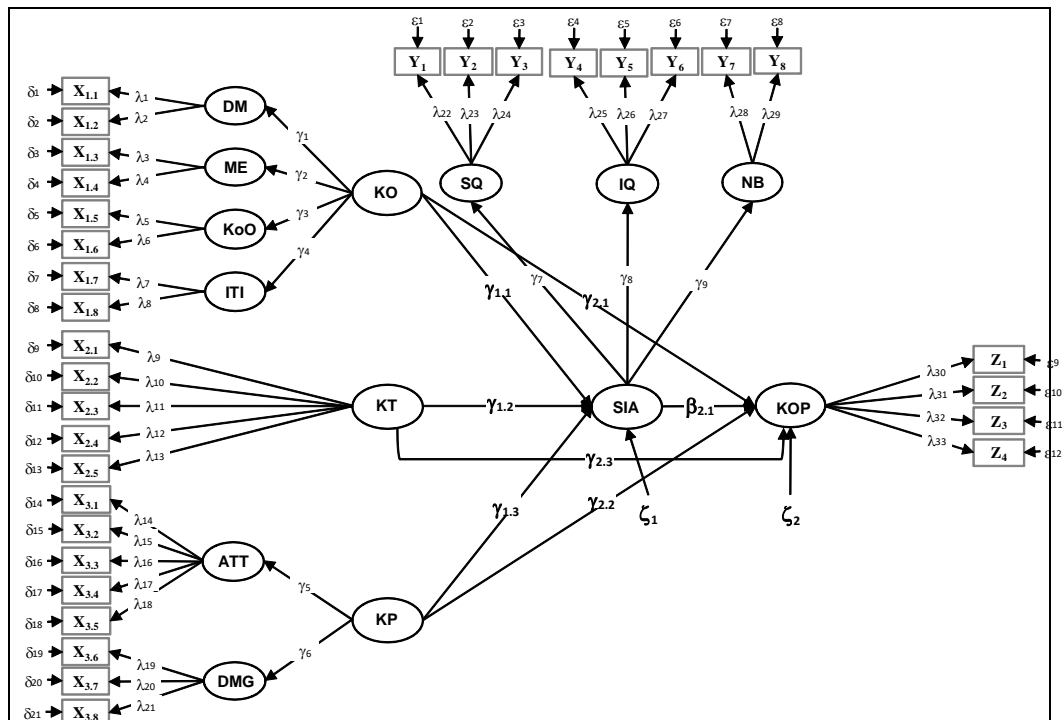 ε1 ε2 ε3 ε4 ε5 ε6 ε7 ε8
Y1 Y2 Y3 Y4 Y5 Y6 Y7 Y8
λ22 λ23 λ24 λ25 λ26 λ27 λ28 λ29
SQ IQ NB
δ1 X1.1 λ1
DM
δ2 X1.2 λ2
γ1
δ3 X1.3 λ3
ME
δ4 X1.4 λ4
γ2
KO
δ5 X1.5 λ5
γ3
KoO
δ6 X1.6 λ6
γ4
δ7 X1.7 λ7
ITI
δ8 X1.8 λ8
γ1.1 γ7 γ2.1 γ8 γ9
δ9 X2.1 λ9
δ10 X2.2 λ10
δ11 X2.3 λ11
KT γ1.2 SIA β2.1 KOP
δ12 X2.4 λ12
δ13 X2.5 λ13
γ2.3
λ30 Z1 ε9
λ31 Z2 ε10
λ32 Z3 ε11
λ33 Z4 ε12
γ1.3 γ2.2 ζ1 ζ2
δ14 X3.1 λ14
δ15 X3.2 λ15
δ16 X3.3 λ16
ATT
δ17 X3.4 λ17
γ5
δ18 X3.5 λ18
KP
δ19 X3.6 λ19
γ6
δ20 X3.7 λ20
DMG
δ21 X3.8 λ21